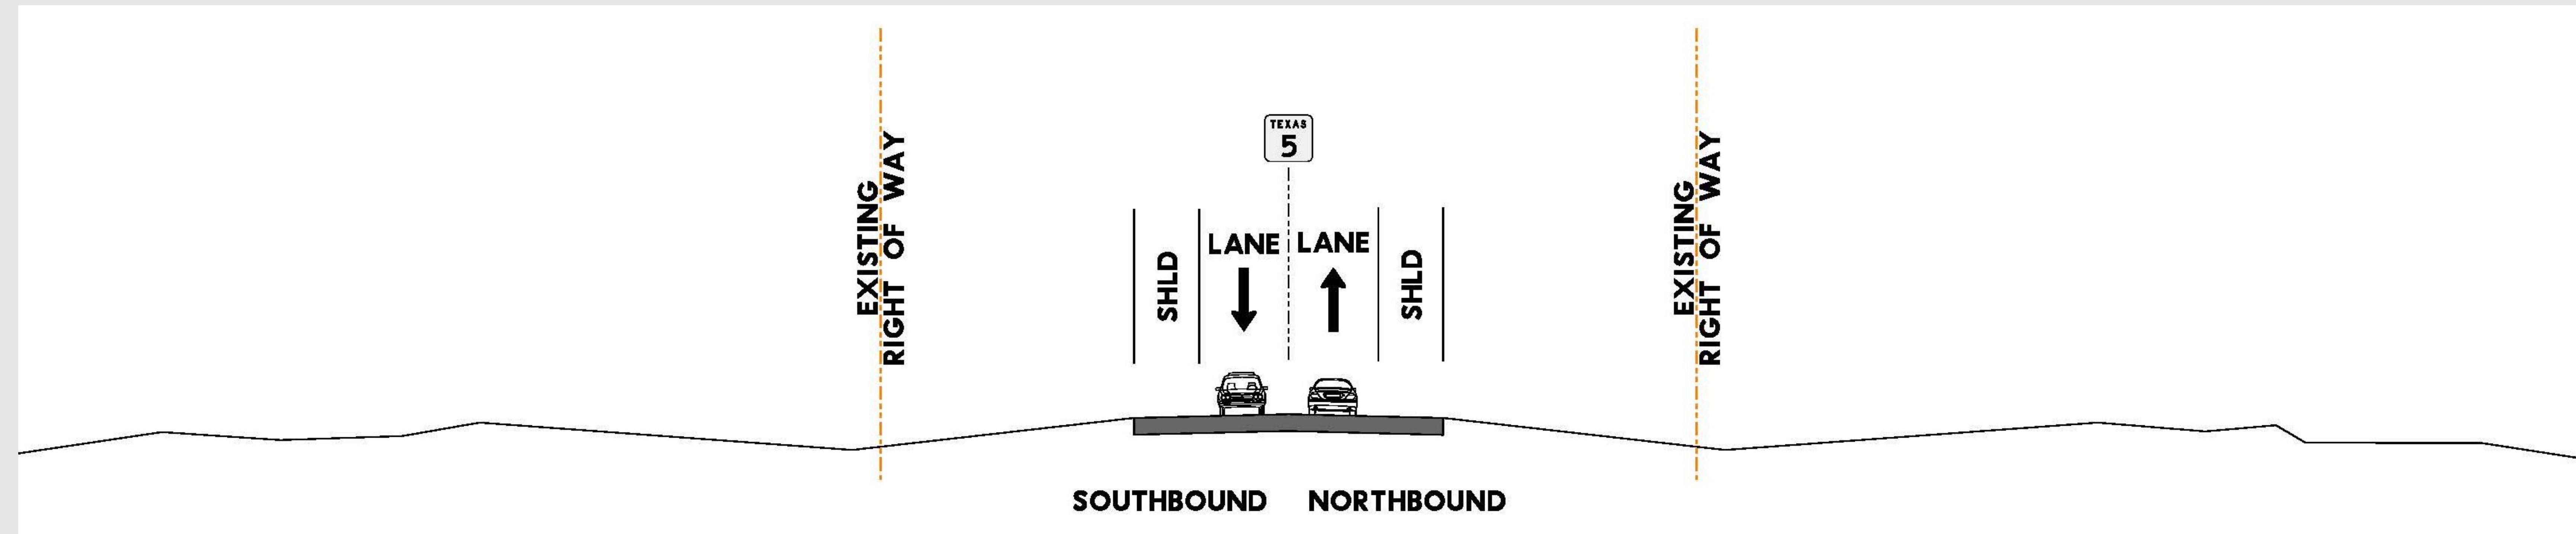 EXISTING
RIGHT OF WAY
TEXAS
5
SHLD
LANE
LANE
SHLD
EXISTING
RIGHT OF WAY
SOUTHBOUND
NORTHBOUND